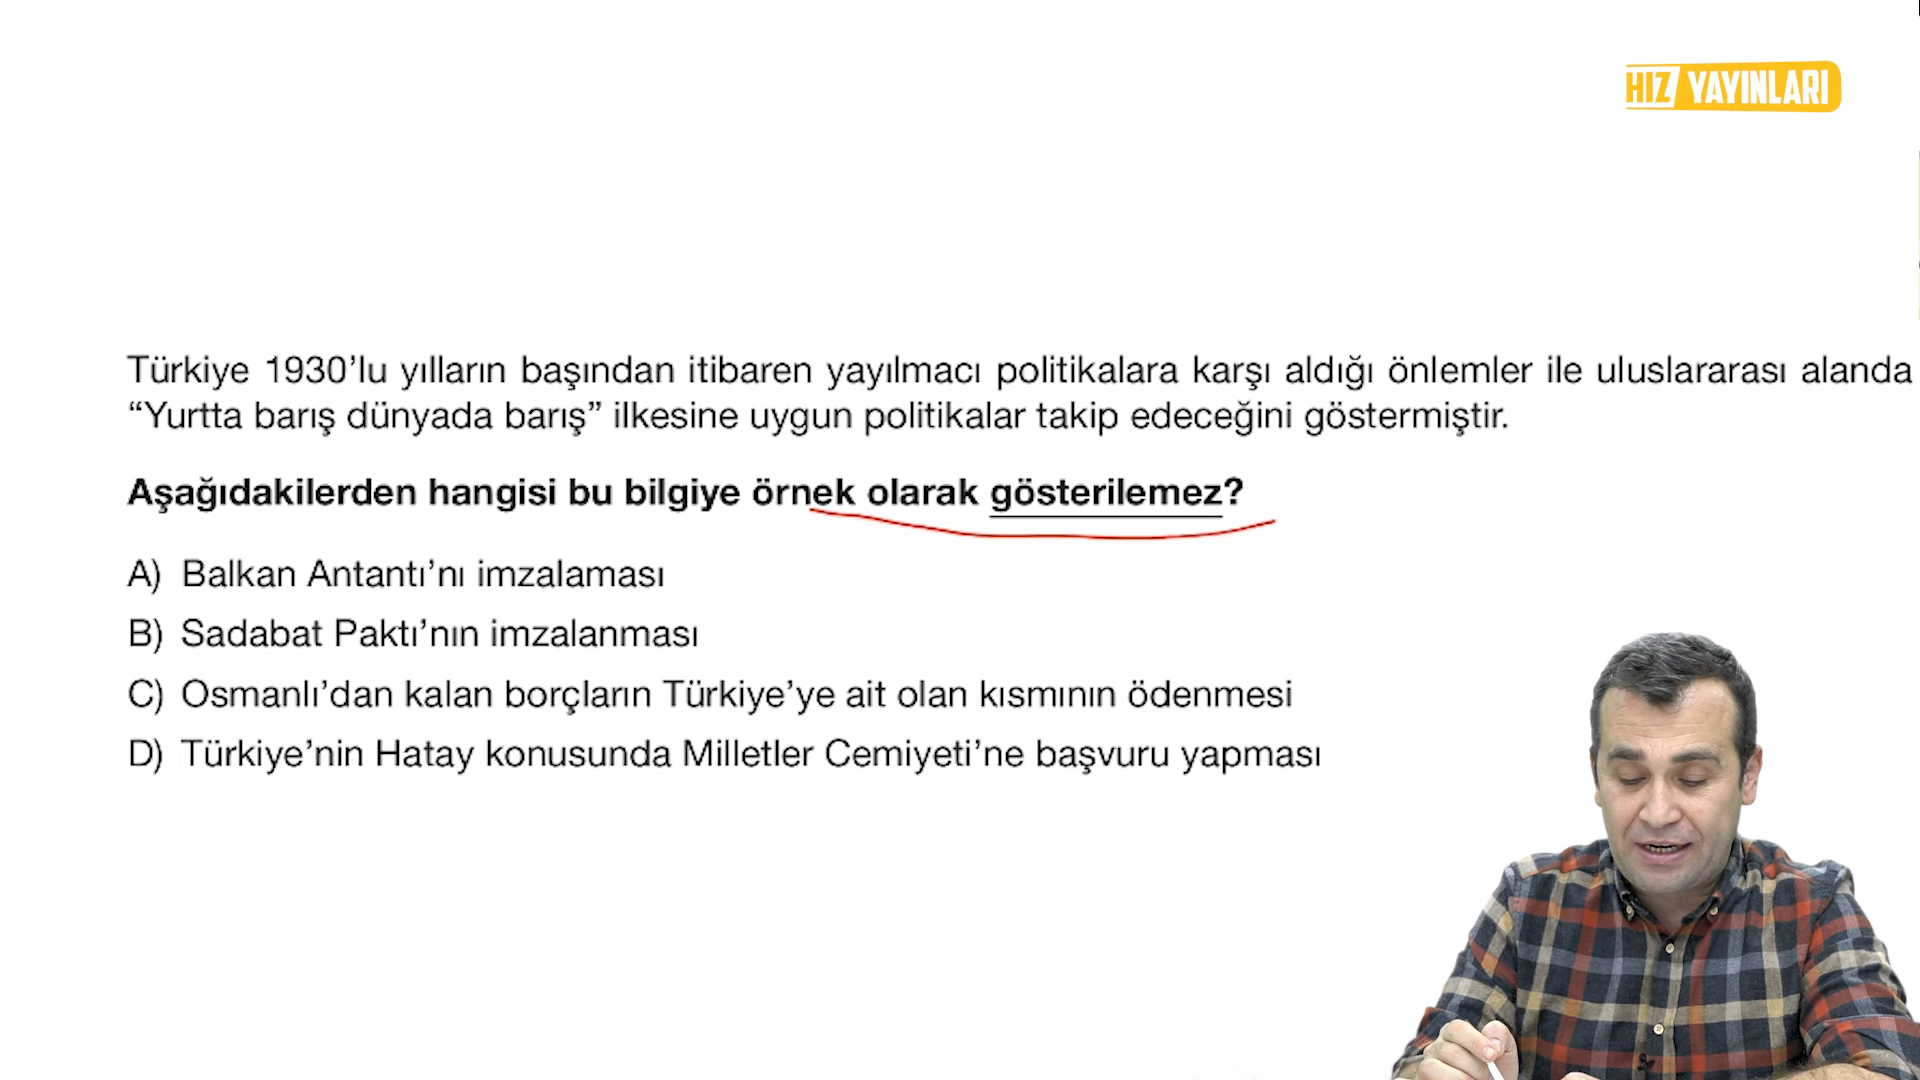 HIZ YAYINLARI
Türkiye 1930’lu yılların başından itibaren yayılmacı politikalara karşı aldığı önlemler ile uluslararası alanda
“Yurtta barış dünyada barış” ilkesine uygun politikalar takip edeceğini göstermiştir.
Aşağıdakilerden hangisi bu bilgiye örnek olarak gösterilemez?
A) Balkan Antantı’nı imzalaması
B) Sadabat Paktı’nın imzalanması
C) Osmanlı’dan kalan borçların Türkiye’ye ait olan kısmının ödenmesi
D) Türkiye’nin Hatay konusunda Milletler Cemiyeti’ne başvuru yapması